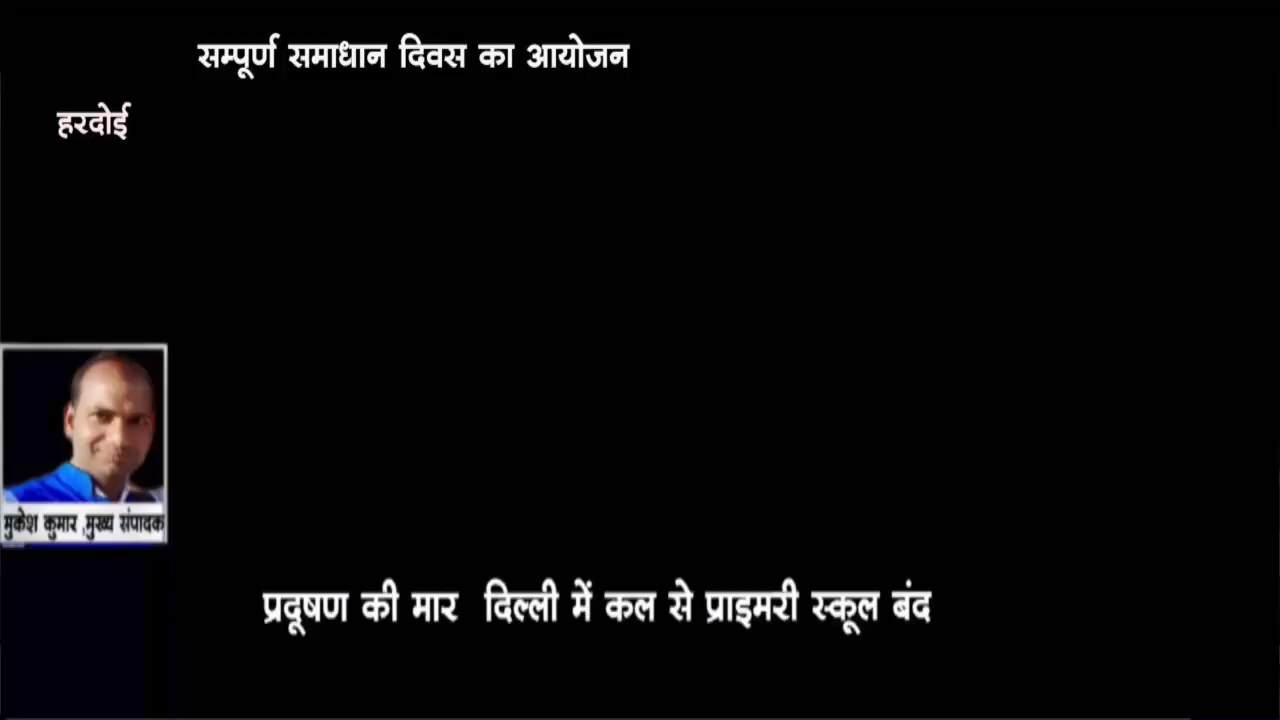 सम्पूर्ण समाधान दिवस का आयोजन
हरदोई
मुकेश कुमार ,मुख्य संपादक
प्रदूषण की मार दिल्ली में कल से प्राइमरी स्कूल बंद